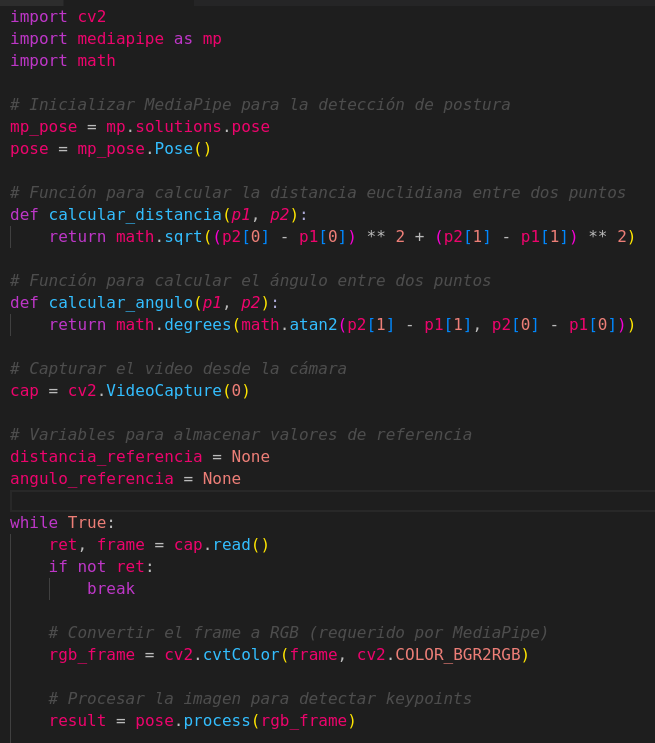 import cv2
import mediapipe as mp
import math
# Inicializar MediaPipe para la detección de postura
mp_pose = mp.solutions.pose
pose = mp_pose.Pose()
# Función para calcular la distancia euclidiana entre dos puntos
def calcular_distancia(p1, p2):
    return math.sqrt((p2[0] - p1[0]) ** 2 + (p2[1] - p1[1]) ** 2)
# Función para calcular el ángulo entre dos puntos
def calcular_angulo(p1, p2):
    return math.degrees(math.atan2(p2[1] - p1[1], p2[0] - p1[0]))
# Capturar el video desde la cámara
cap = cv2.VideoCapture(0)
# Variables para almacenar valores de referencia
distancia_referencia = None
angulo_referencia = None
while True:
    ret, frame = cap.read()
    if not ret:
        break
    # Convertir el frame a RGB (requerido por MediaPipe)
    rgb_frame = cv2.cvtColor(frame, cv2.COLOR_BGR2RGB)
    # Procesar la imagen para detectar keypoints
    result = pose.process(rgb_frame)